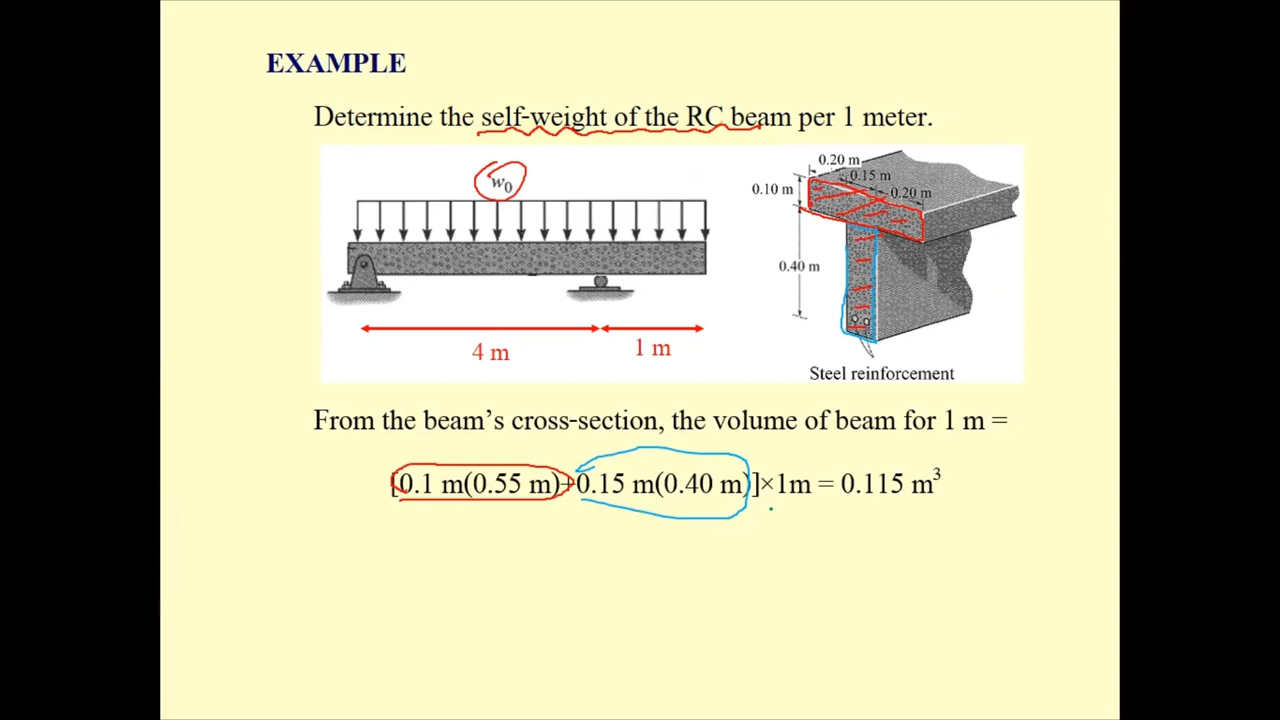 EXAMPLE
Determine the self-weight of the RC beam per 1 meter.
w₀
0.20 m
0.15 m
0.10 m
0.20 m
0.40 m
4 m
1 m
Steel reinforcement
From the beam’s cross-section, the volume of beam for 1 m =
[0.1 m(0.55 m)+0.15 m(0.40 m)]×1m = 0.115 m³